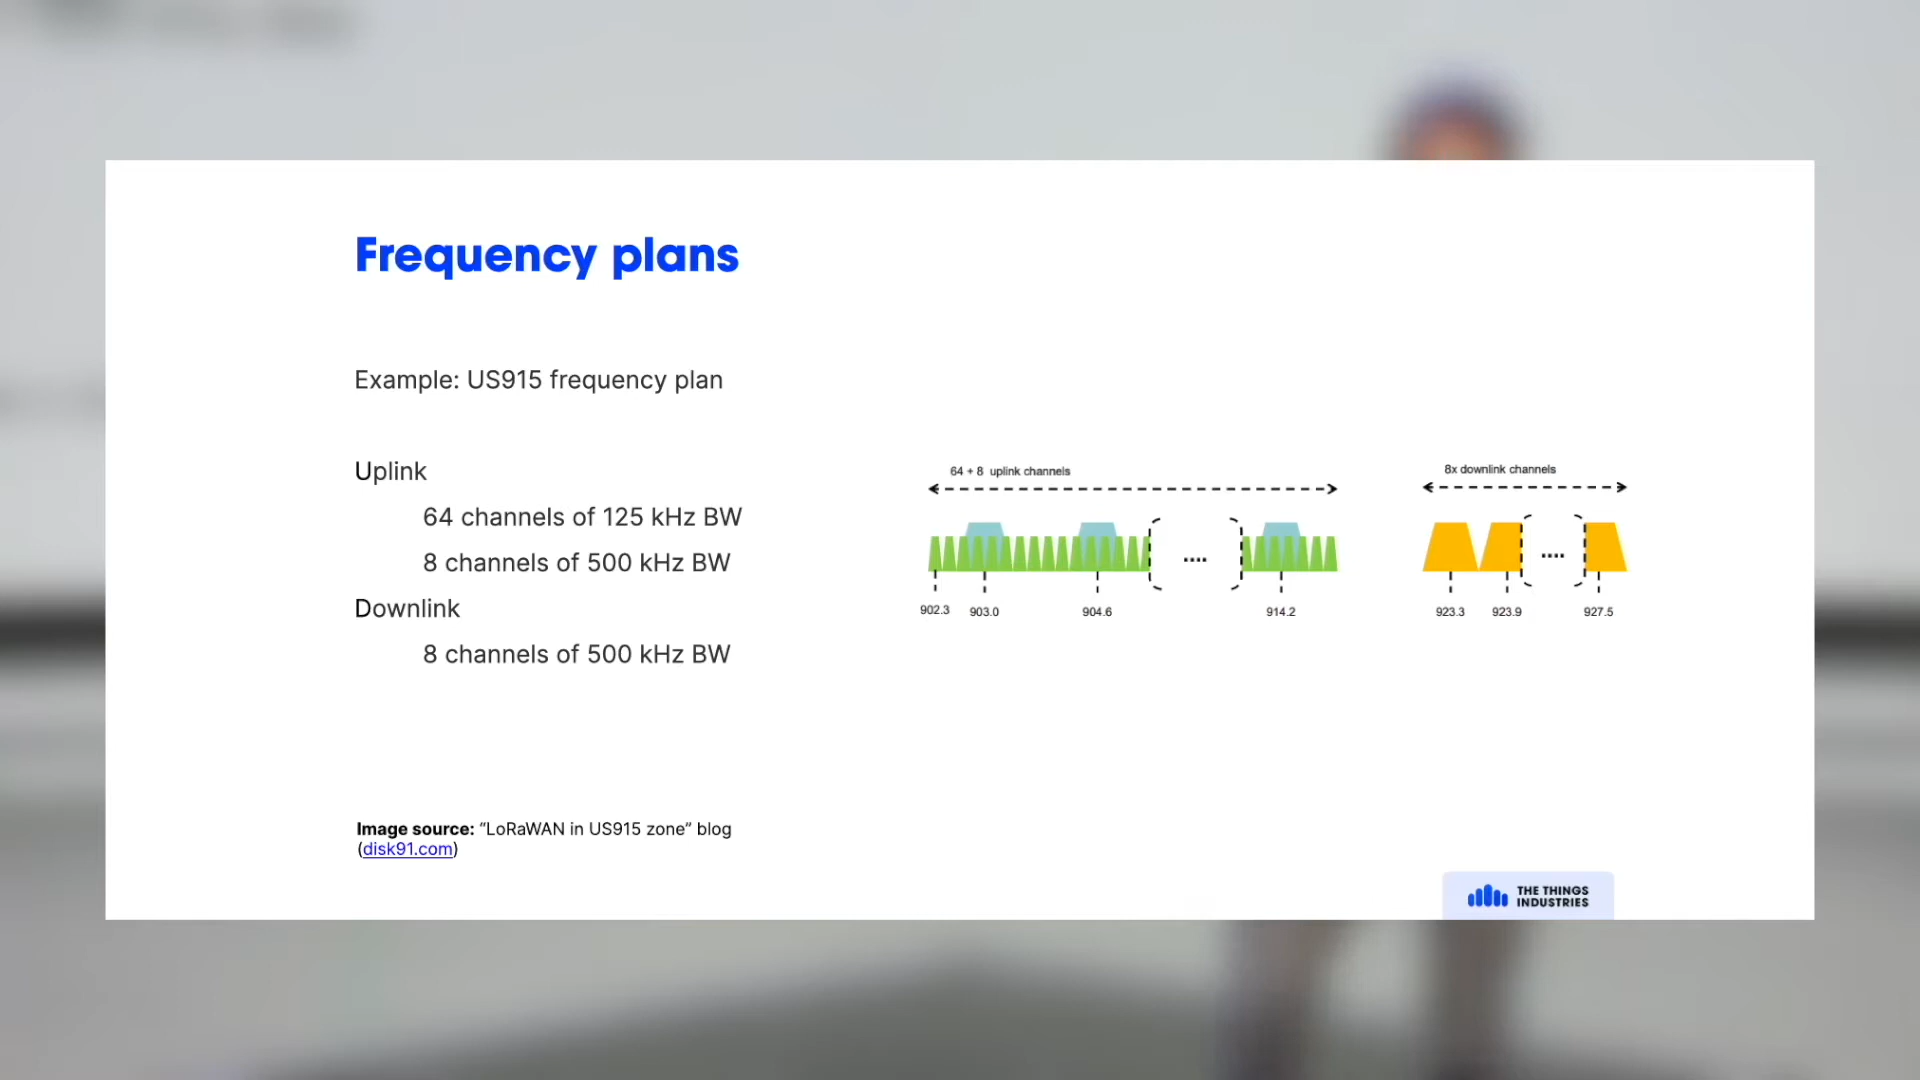 Frequency plans
Example: US915 frequency plan
Uplink
64 channels of 125 kHz BW
8 channels of 500 kHz BW
Downlink
8 channels of 500 kHz BW
64 + 8 uplink channels
....
902.3
903.0
904.6
914.2
8x downlink channels
....
923.3
923.9
927.5
Image source: “LoRaWAN in US915 zone” blog
(disk91.com)
THE THINGS
INDUSTRIES